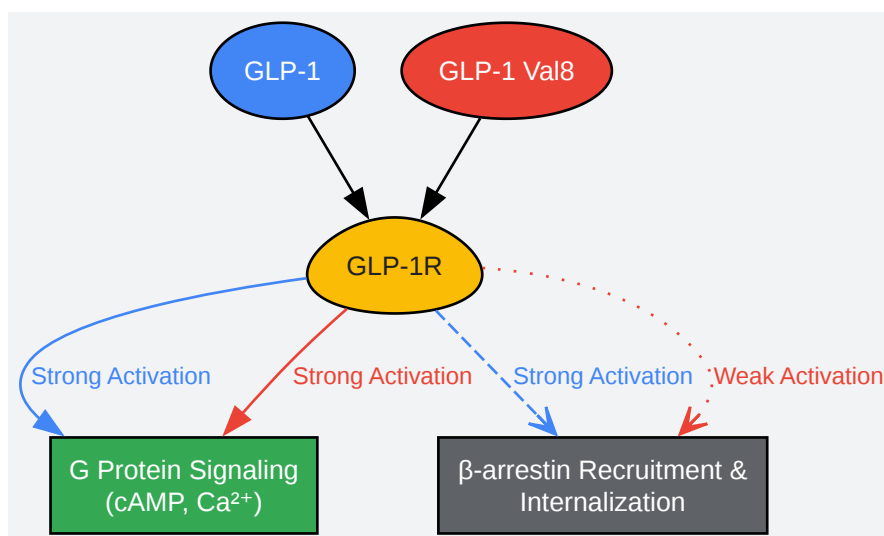 GLP-1
GLP-1 Val8
GLP-1R
Strong Activation
Strong Activation
Strong Activation
Weak Activation
G Protein Signaling
(cAMP, Ca²⁺)
β-arrestin Recruitment &
Internalization